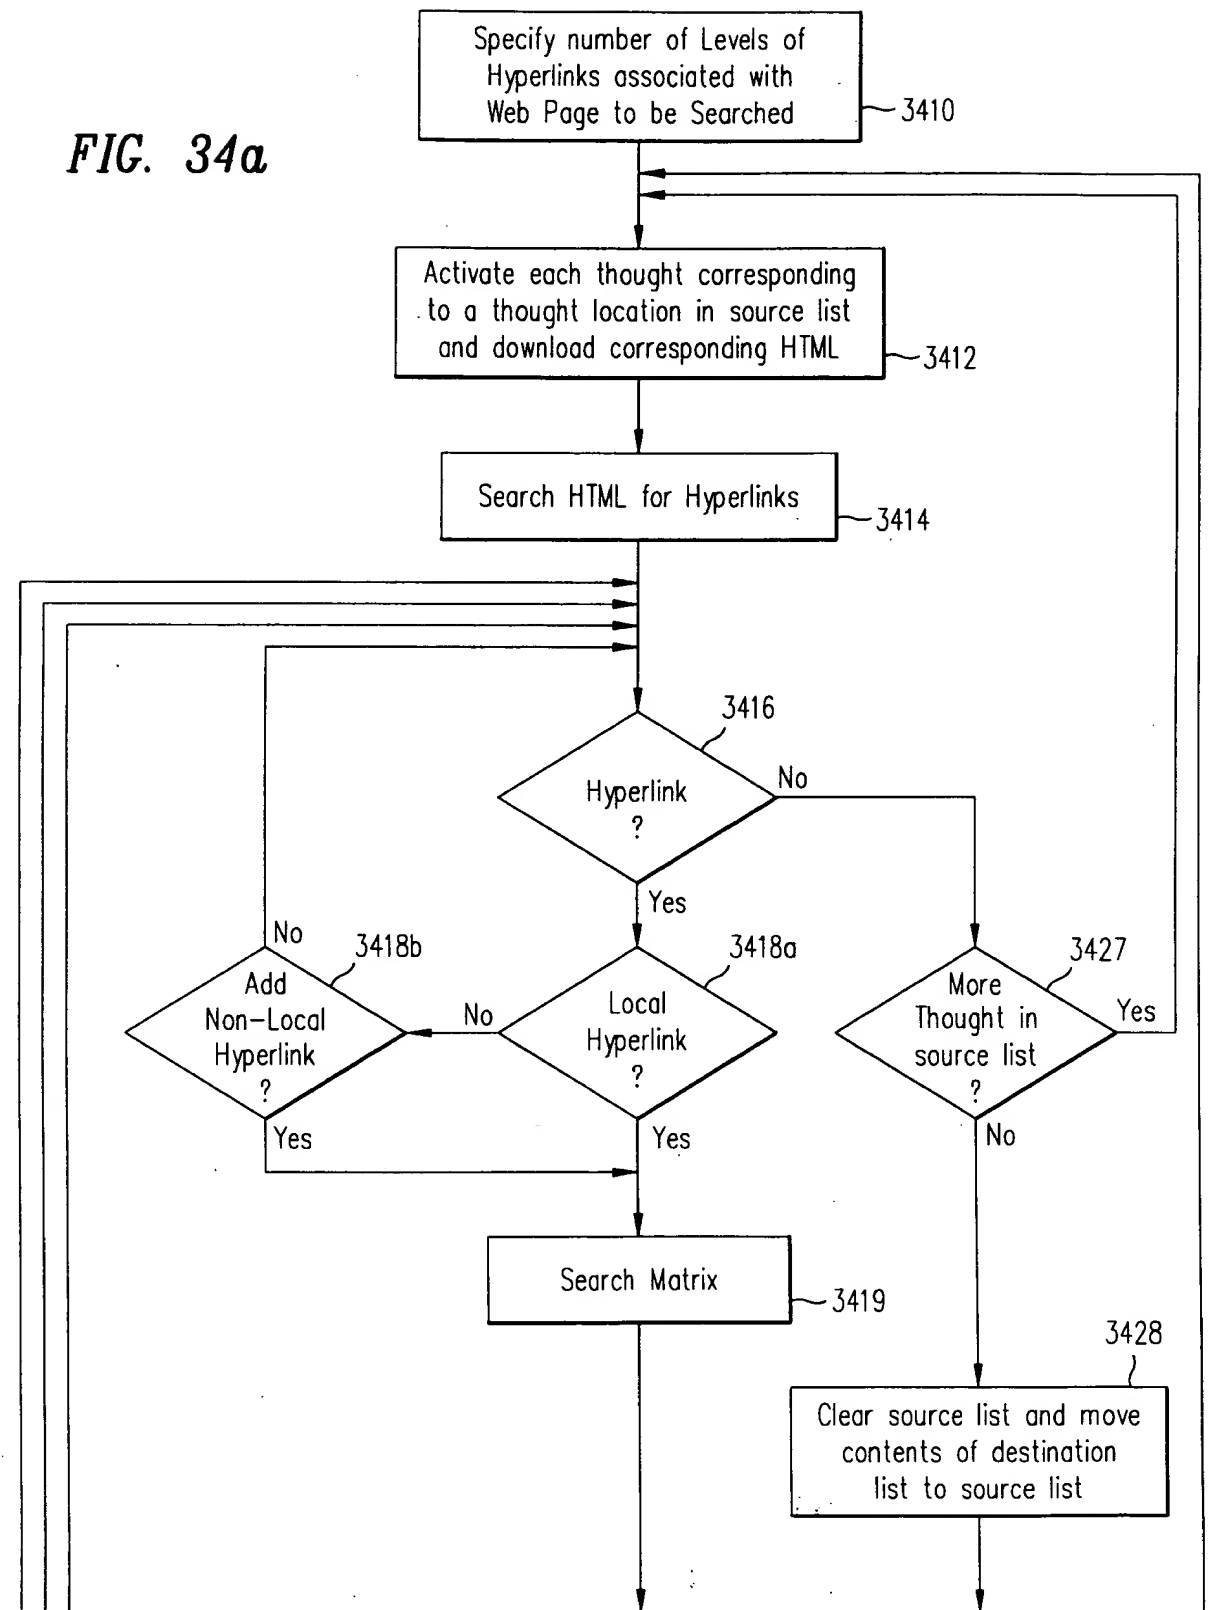 Specify number of Levels of
Hyperlinks associated with
Web Page to be Searched
3410
FIG. 34a
Activate each thought corresponding
to a thought location in source list
and download corresponding HTML
3412
Search HTML for Hyperlinks
3414
3416
Hyperlink
?
No
Yes
No
3418b
Add
Non-Local
Hyperlink
?
Yes
No
3418a
Local
Hyperlink
?
Yes
3427
More
Thought in
source list
?
Yes
No
Search Matrix
3419
3428
Clear source list and move
contents of destination
list to source list